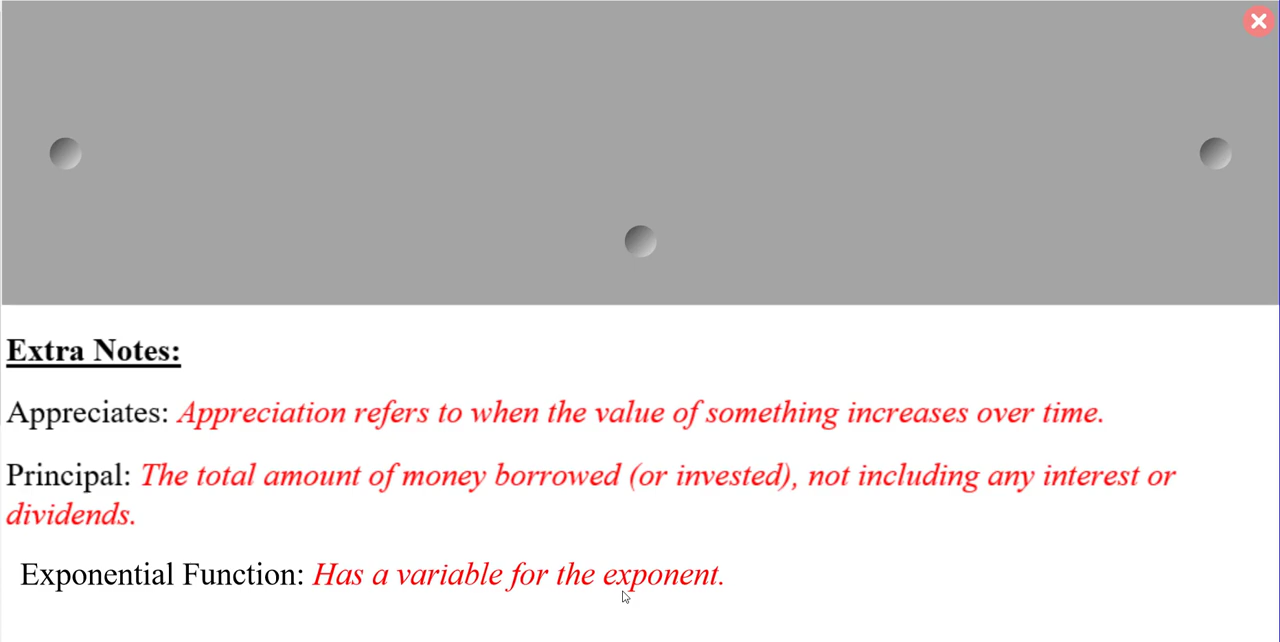 Extra Notes:
Appreciates: Appreciation refers to when the value of something increases over time.
Principal: The total amount of money borrowed (or invested), not including any interest or
dividends.
Exponential Function: Has a variable for the exponent.